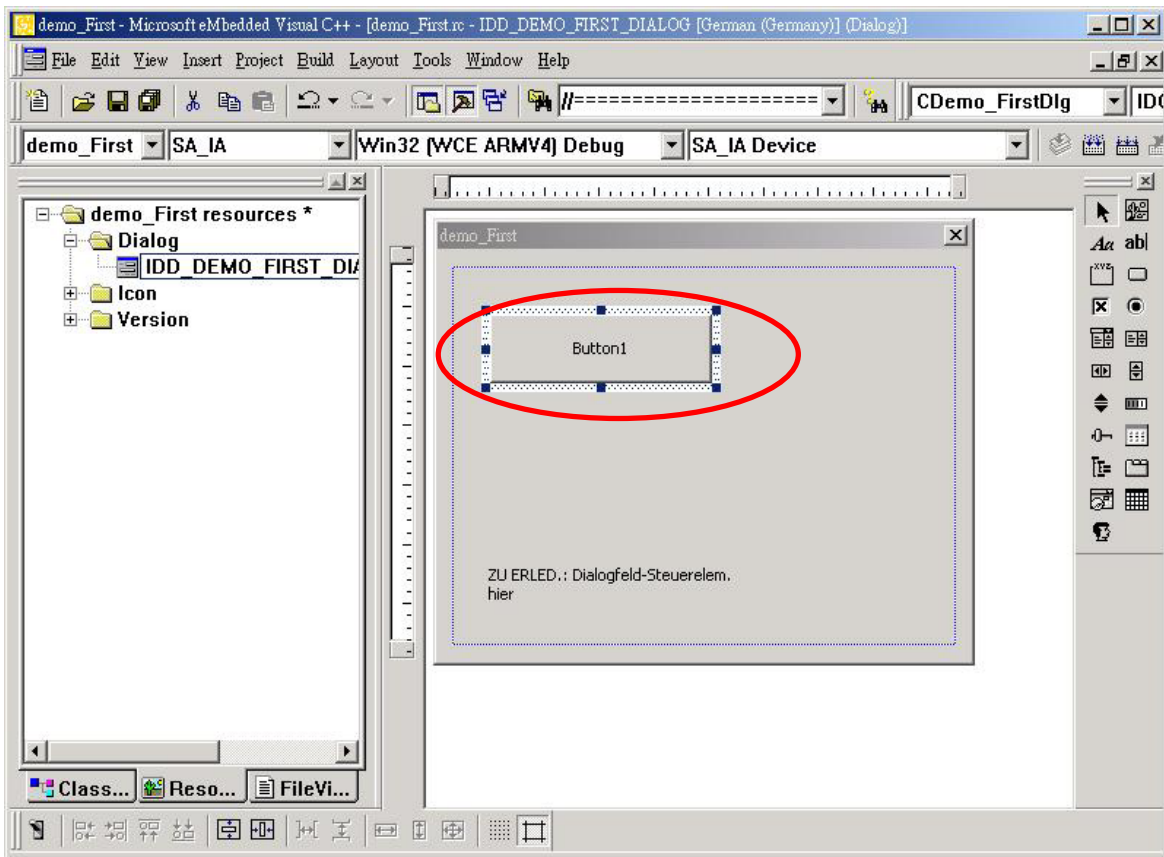 demo_First - Microsoft eMbedded Visual C++ - [demo_First.rc - IDD_DEMO_FIRST_DIALOG [German (Germany)] (Dialog)]
File Edit View Insert Project Build Layout Tools Window Help
//===================== CDemo_FirstDlg
demo_First SA_IA Win32 (WCE ARMV4) Debug SA_IA Device
demo_First resources *
Dialog
IDD_DEMO_FIRST_DIA
Icon
Version
demo_First
Button1
ZU ERLED.: Dialogfeld-Steuerelem.
hier
Aa ab|
Class... Reso... FileVi...